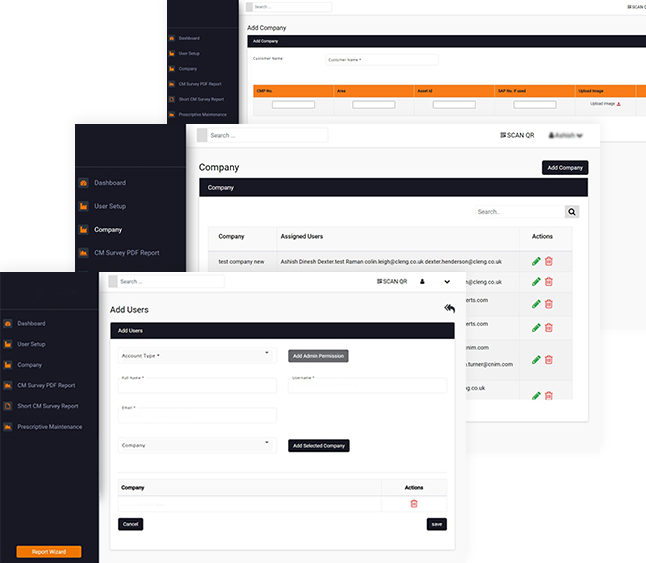 Search ...
SCAN QR
Add Company
Dashboard
User Setup
Company
CM Survey PDF Report
Short CM Survey Report
Prescriptive Maintenance
Add Company
Customer Name
Customer Name *
CMP No. Area Asset Id SAP No. if used Upload Image
Upload Image
Search ...
SCAN QR
Dashboard
User Setup
Company
CM Survey PDF Report
Company
Add Company
Company
Search..
Company Assigned Users Actions
test company new Ashish Dinesh Dexter.test Raman colin.leigh@cleng.co.uk dexter.henderson@cleng.co.uk
@cleng.co.uk
erts.com
erts.com
nim.com
.turner@cnim.com
eng.co.uk
Search ...
SCAN QR
Dashboard
User Setup
Company
CM Survey PDF Report
Short CM Survey Report
Prescriptive Maintenance
Report Wizard
Add Users
Add Users
Account Type *
Add Admin Permission
Full Name * Username *
Email *
Company
Add Selected Company
Company Actions
Cancel save